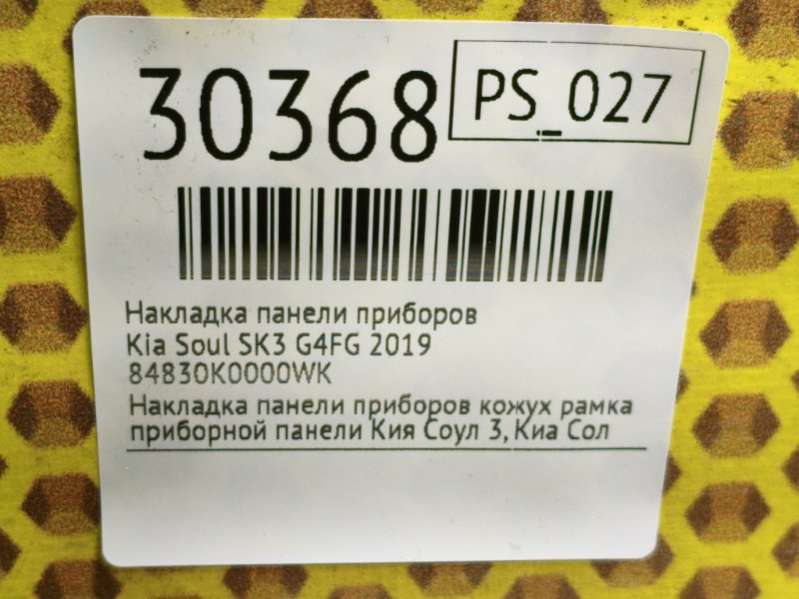 30368
PS_027
Накладка панели приборов
Kia Soul SK3 G4FG 2019
84830K0000WK
Накладка панели приборов кожух рамка
приборной панели Кия Соул 3, Киа Сол